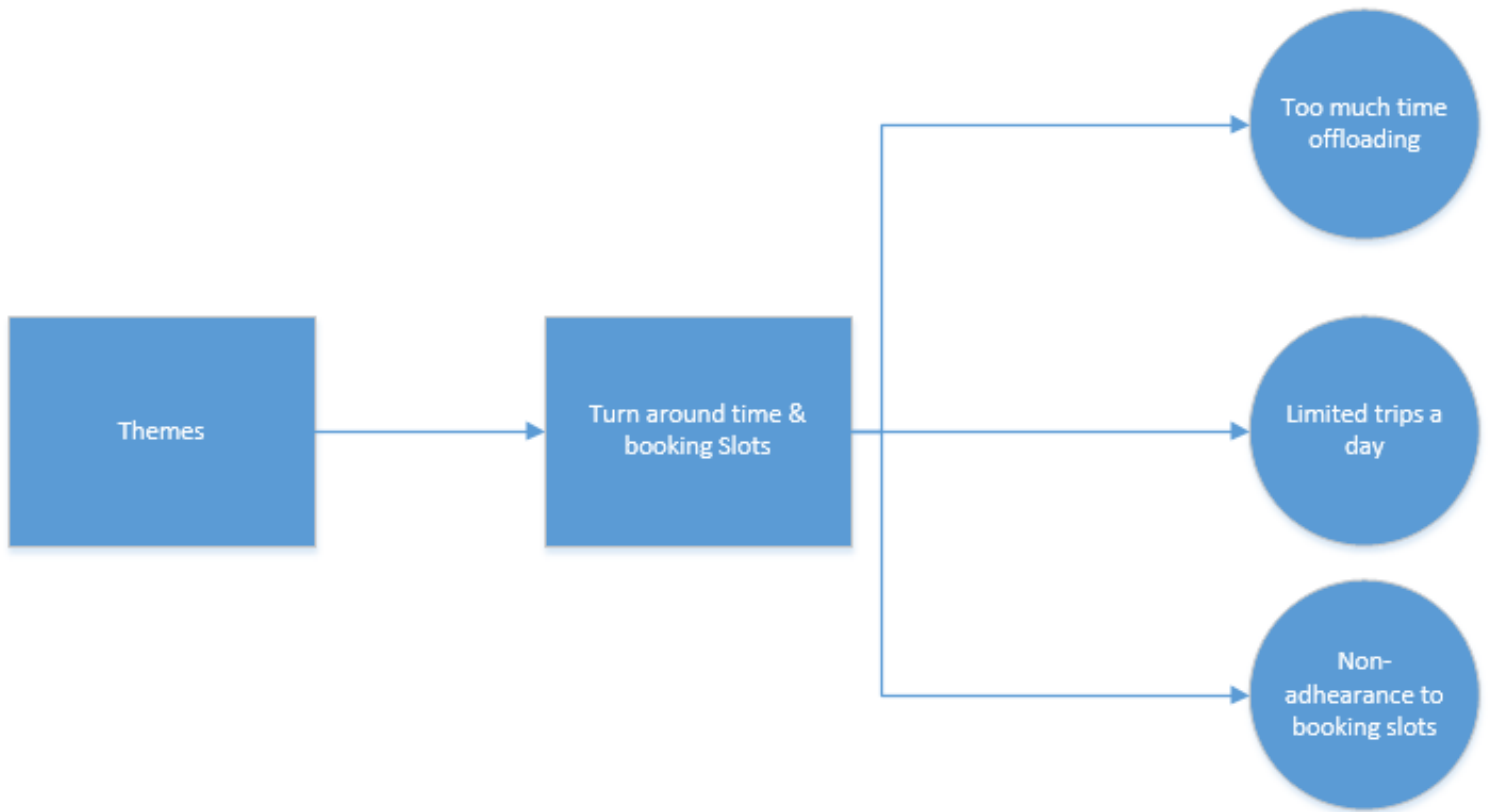 Too much time
offloading
Themes
Turn around time &
booking Slots
Limited trips a
day
Non-
adhearance to
booking slots